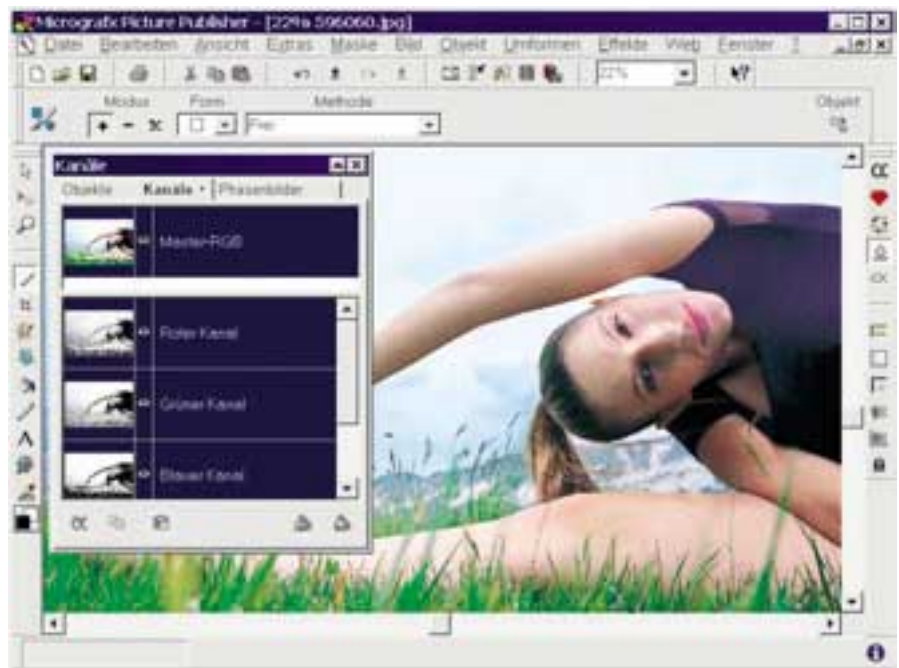 Micrografx Picture Publisher - [22% 596060.jpg]
Datei Bearbeiten Ansicht Extras Maske Bild Objekt Umformen Effekte Web Fenster
22%
Modus Form Methode Objekt
Frei
Kanäle
Objekte Kanäle Phasenbilder
Master-RGB
Roter Kanal
Grüner Kanal
Blauer Kanal